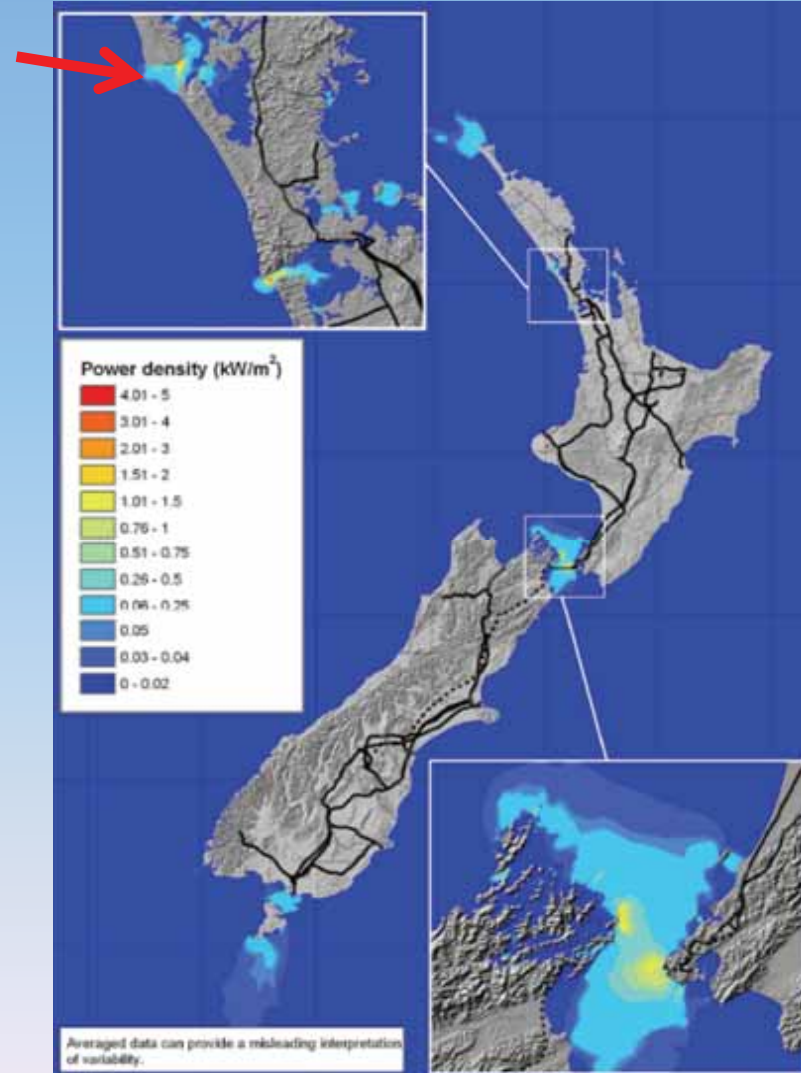 Power density (kW/m²)
4.01 - 5
3.01 - 4
2.01 - 3
1.51 - 2
1.01 - 1.5
0.76 - 1
0.51 - 0.75
0.26 - 0.5
0.06 - 0.25
0.05
0.03 - 0.04
0 - 0.02
Averaged data can provide a misleading interpretation
of variability.